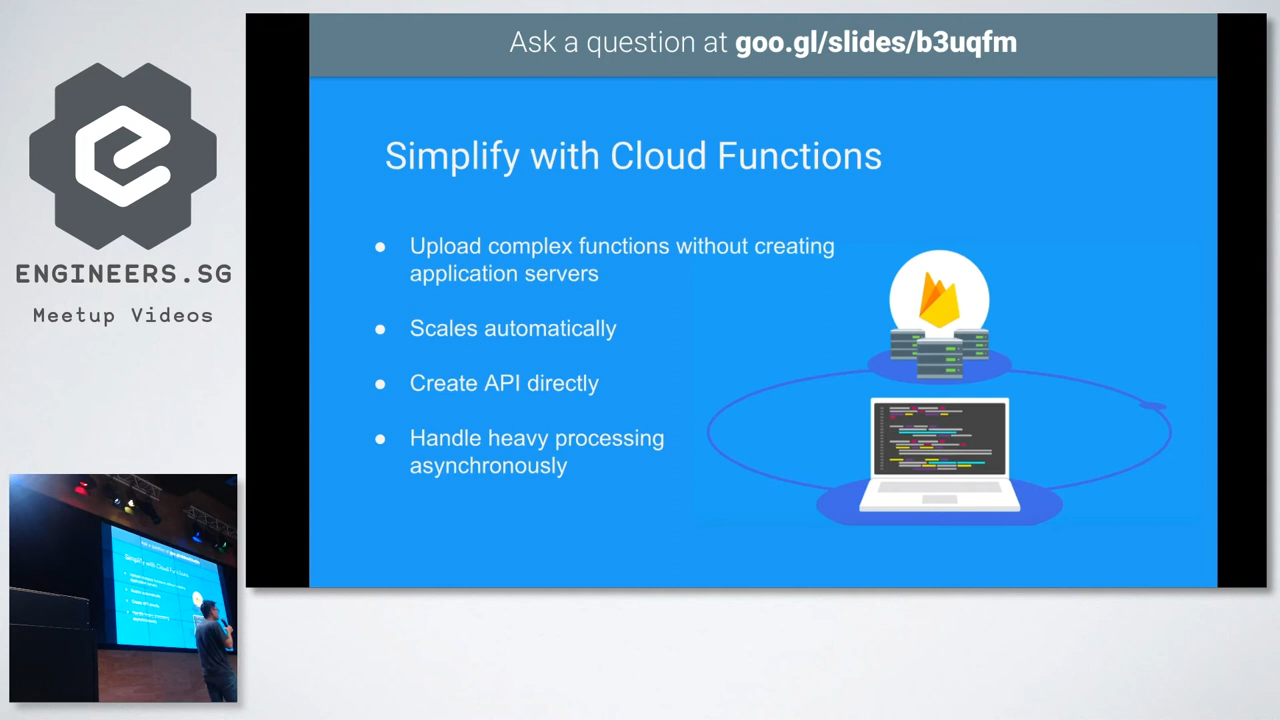 Ask a question at goo.gl/slides/b3uqfm
ENGINEERS.SG
Meetup Videos
Simplify with Cloud Functions
● Upload complex functions without creating
application servers
● Scales automatically
● Create API directly
● Handle heavy processing
asynchronously